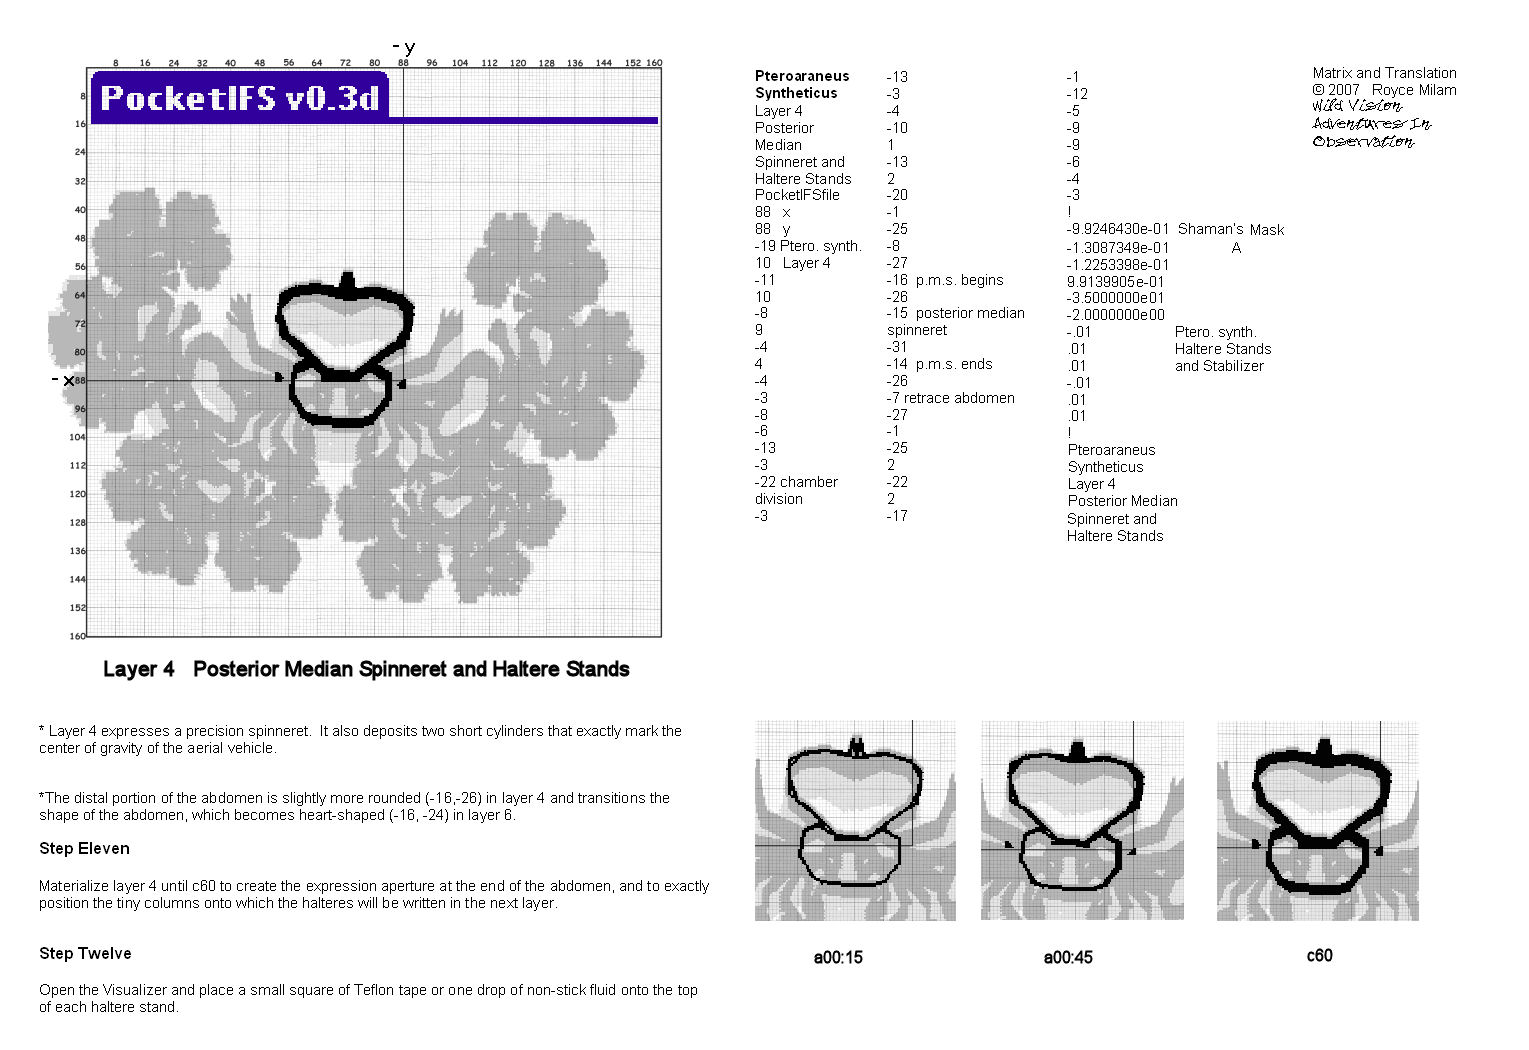 - y
8 16 24 32 40 48 56 64 72 80 88 96 104 112 120 128 136 144 152 160
PocketIFS v0.3d
8
16
24
32
40
48
56
64
72
80
- x 88
96
104
112
120
128
136
144
152
160
Layer 4 Posterior Median Spinneret and Haltere Stands
* Layer 4 expresses a precision spinneret. It also deposits two short cylinders that exactly mark the
center of gravity of the aerial vehicle.
*The distal portion of the abdomen is slightly more rounded (-16,-26) in layer 4 and transitions the
shape of the abdomen, which becomes heart-shaped (-16, -24) in layer 6.
Step Eleven
Materialize layer 4 until c60 to create the expression aperture at the end of the abdomen, and to exactly
position the tiny columns onto which the halteres will be written in the next layer.
Step Twelve
Open the Visualizer and place a small square of Teflon tape or one drop of non-stick fluid onto the top
of each haltere stand.
Pteroaraneus
Syntheticus
Layer 4
Posterior
Median
Spinneret and
Haltere Stands
PocketIFSfile
88 x
88 y
-19 Ptero. synth.
10 Layer 4
-11
10
-8
9
-4
4
-4
-3
-8
-6
-13
-3
-22 chamber
division
-3
-13
-3
-4
-10
1
-13
2
-20
-1
-25
-8
-27
-16 p.m.s. begins
-26
-15 posterior median
spinneret
-31
-14 p.m.s. ends
-26
-7 retrace abdomen
-27
-1
-25
2
-22
2
-17
-1
-12
-5
-9
-9
-6
-4
-3
!
-9.9246430e-01 Shaman's Mask
-1.3087349e-01 A
-1.2253398e-01
9.9139905e-01
-3.5000000e01
-2.0000000e00
-.01 Ptero. synth.
.01 Haltere Stands
.01 and Stabilizer
-.01
.01
.01
!
Pteroaraneus
Syntheticus
Layer 4
Posterior Median
Spinneret and
Haltere Stands
Matrix and Translation
© 2007 Royce Milam
Wild Vision
Adventures In
Observation
a00:15
a00:45
c60